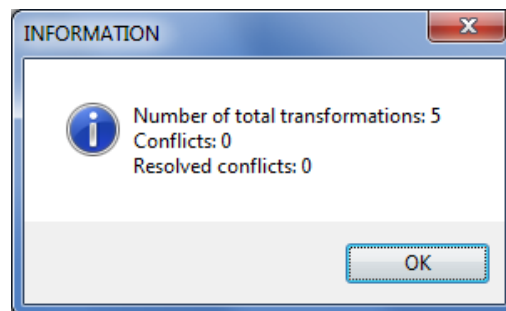 INFORMATION
Number of total transformations: 5
Conflicts: 0
Resolved conflicts: 0
OK